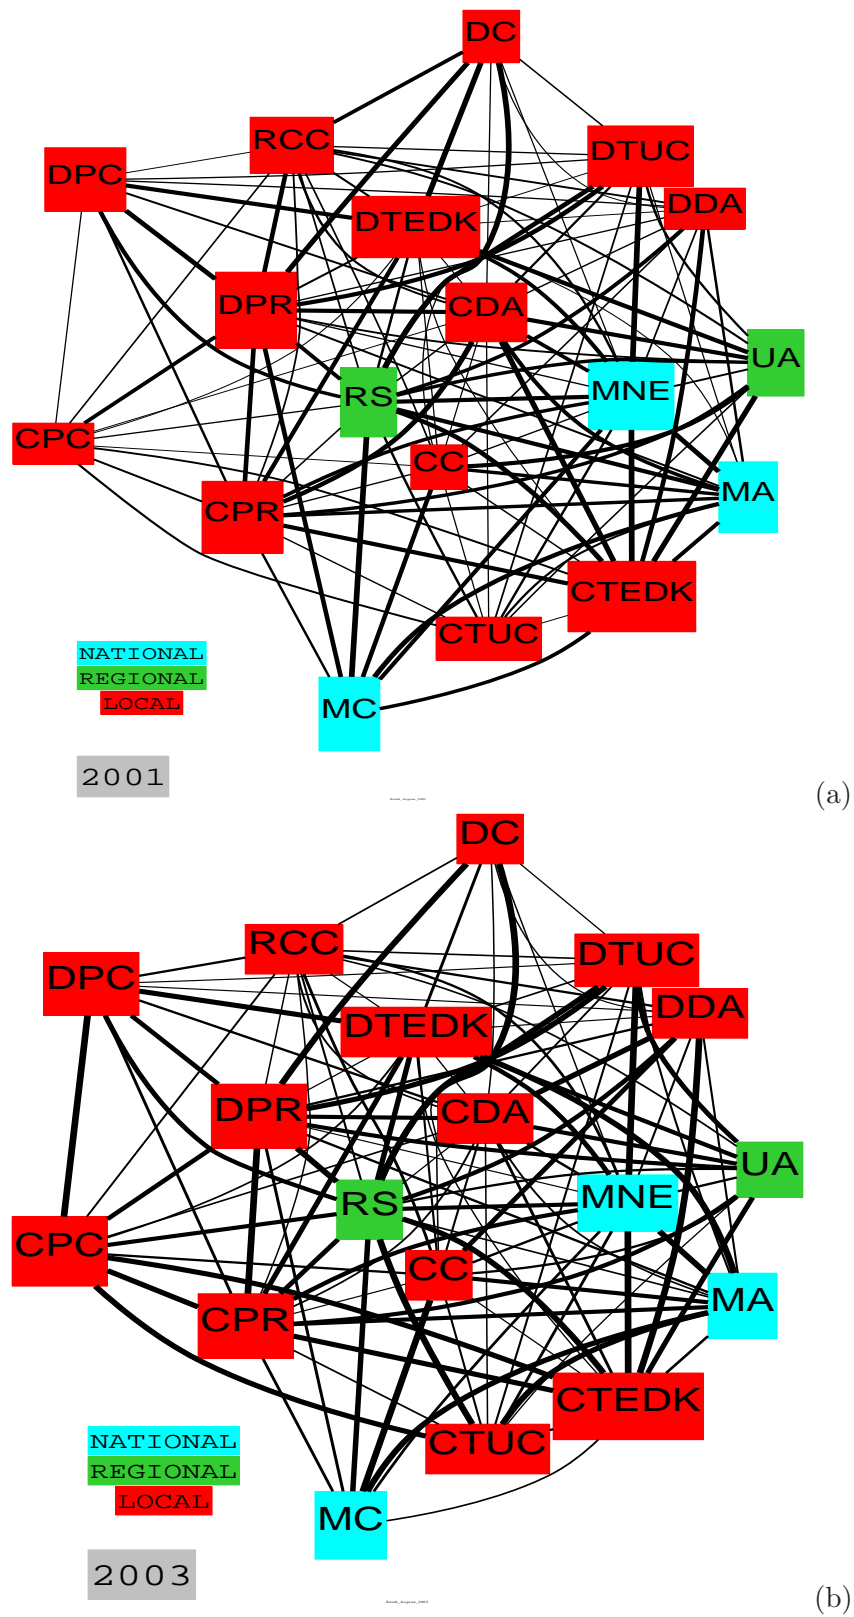 DC
RCC
DTUC
DPC
DDA
DTEDK
DPR
CDA
UA
RS
MNE
CPC
CC
MA
CPR
CTEDK
CTUC
NATIONAL
REGIONAL
LOCAL
MC
2001
(a)
DC
RCC
DTUC
DPC
DDA
DTEDK
DPR
CDA
UA
RS
MNE
CPC
CC
MA
CPR
CTEDK
CTUC
NATIONAL
REGIONAL
LOCAL
MC
2003
(b)